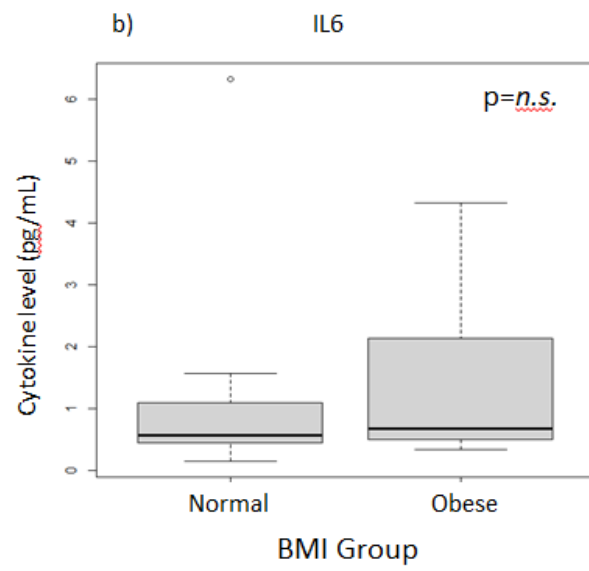 b) IL6
p=n.s.
Cytokine level (pg/mL)
6
5
4
3
2
1
0
Normal Obese
BMI Group